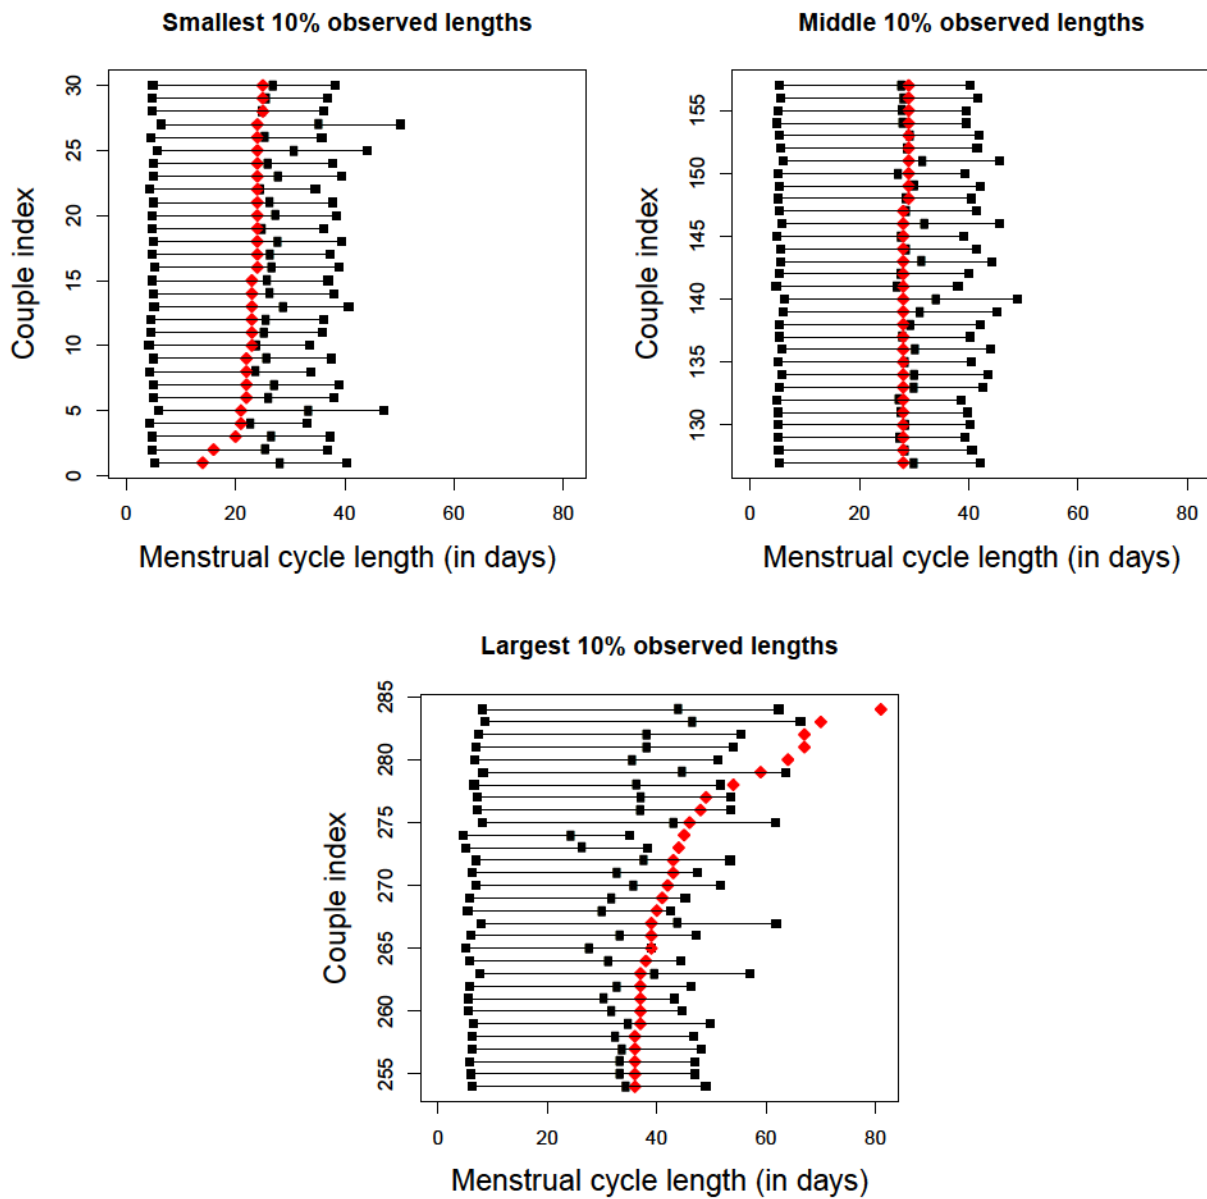 Smallest 10% observed lengths
Couple index
30
25
20
15
10
5
0
0 20 40 60 80
Menstrual cycle length (in days)
Middle 10% observed lengths
Couple index
155
150
145
140
135
130
0 20 40 60 80
Menstrual cycle length (in days)
Largest 10% observed lengths
Couple index
285
280
275
270
265
260
255
0 20 40 60 80
Menstrual cycle length (in days)